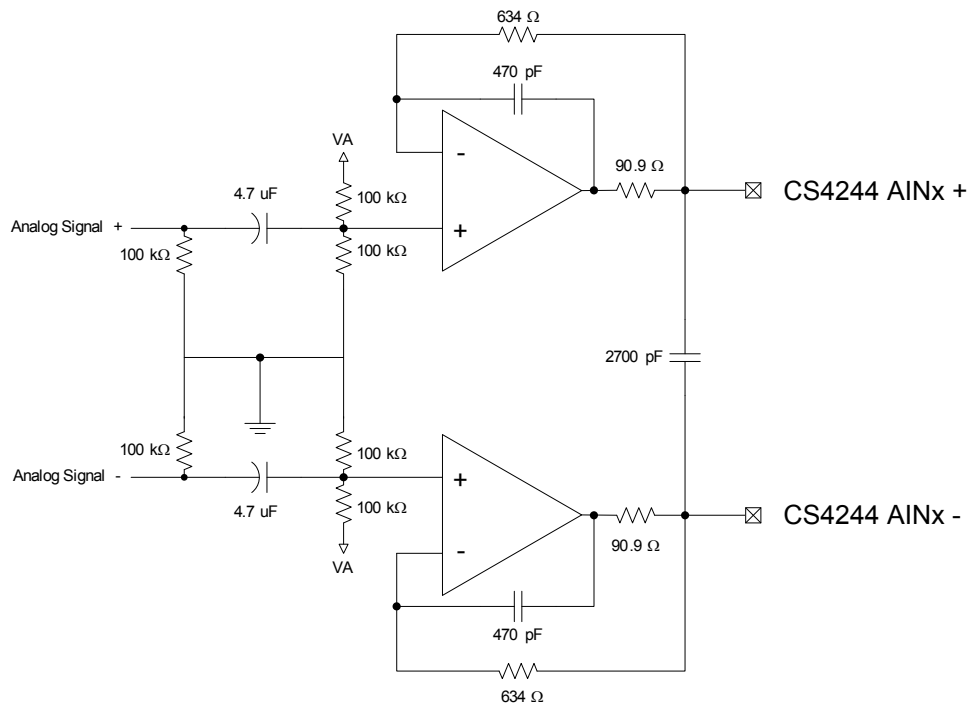 634 Ω
470 pF
-
VA
90.9 Ω
4.7 uF
100 kΩ
CS4244 AINx +
Analog Signal +
+
100 kΩ
100 kΩ
2700 pF
100 kΩ
100 kΩ
Analog Signal -
+
CS4244 AINx -
4.7 uF
100 kΩ
90.9 Ω
-
VA
470 pF
634 Ω